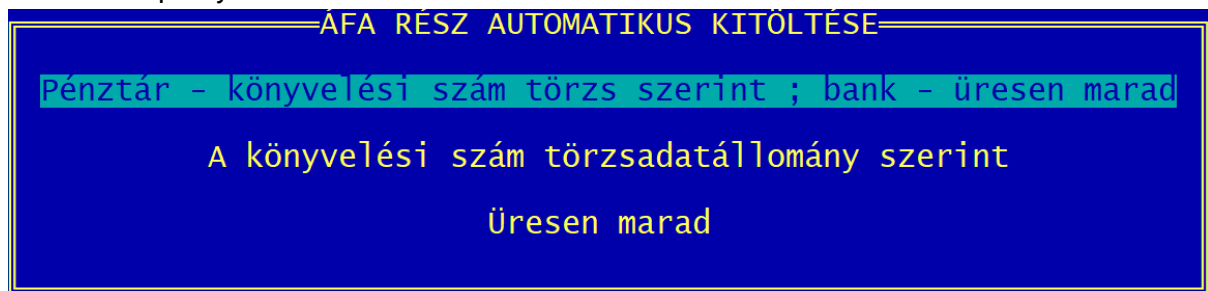 ÁFA RÉSZ AUTOMATIKUS KITÖLTÉSE
Pénztár - könyvelési szám törzs szerint ; bank - üresen marad
A könyvelési szám törzsadatállomány szerint
Üresen marad